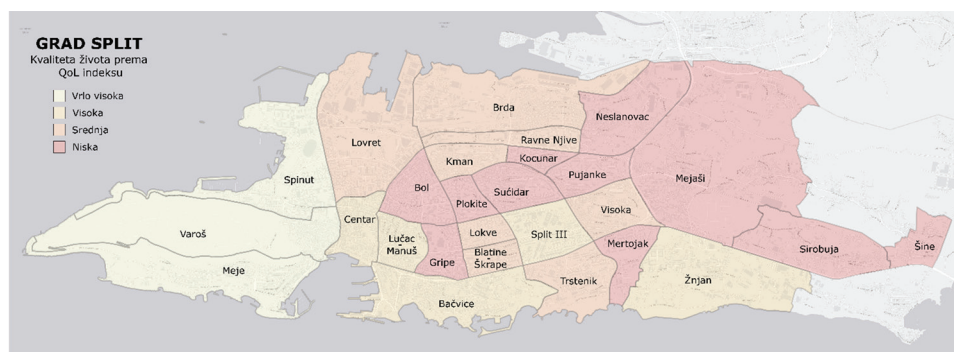 GRAD SPLIT
Kvaliteta života prema
QoL indeksu
Vrlo visoka
Visoka
Srednja
Niska
Brda
Neslanovac
Lovret
Ravne Njive
Kman
Kocunar
Pujanke
Mejaši
Spinut
Bol
Sućidar
Plokite
Visoka
Centar
Varoš
Lokve
Split III
Lučac
-
Manuš
Mertojak
Sirobuja
Šine
Blatine
-
Škrape
Gripe
Meje
Trstenik
Žnjan
Bačvice